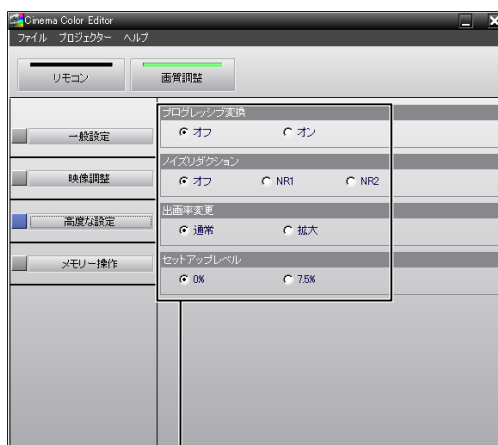 Cinema Color Editor
ファイル プロジェクター ヘルプ
リモコン 画質調整
一般設定
映像調整
高度な設定
メモリー操作
プログレッシブ変換
オフ オン
ノイズリダクション
オフ NR1 NR2
出画率変更
通常 拡大
セットアップレベル
0% 7.5%